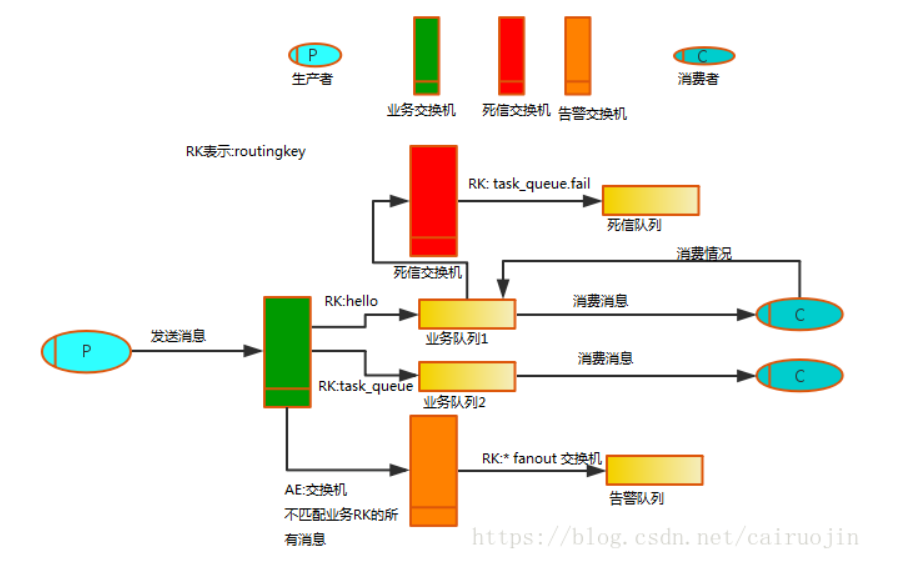 P
C
生产者
消费者
业务交换机
死信交换机
告警交换机
RK表示:routingkey
RK: task_queue.fail
死信队列
消费情况
死信交换机
RK:hello
消费消息
C
发送消息
业务队列1
P
消费消息
C
RK:task_queue
业务队列2
RK:* fanout 交换机
AE:交换机
告警队列
不匹配业务RK的所
有消息
https://blog.csdn.net/cairuojin